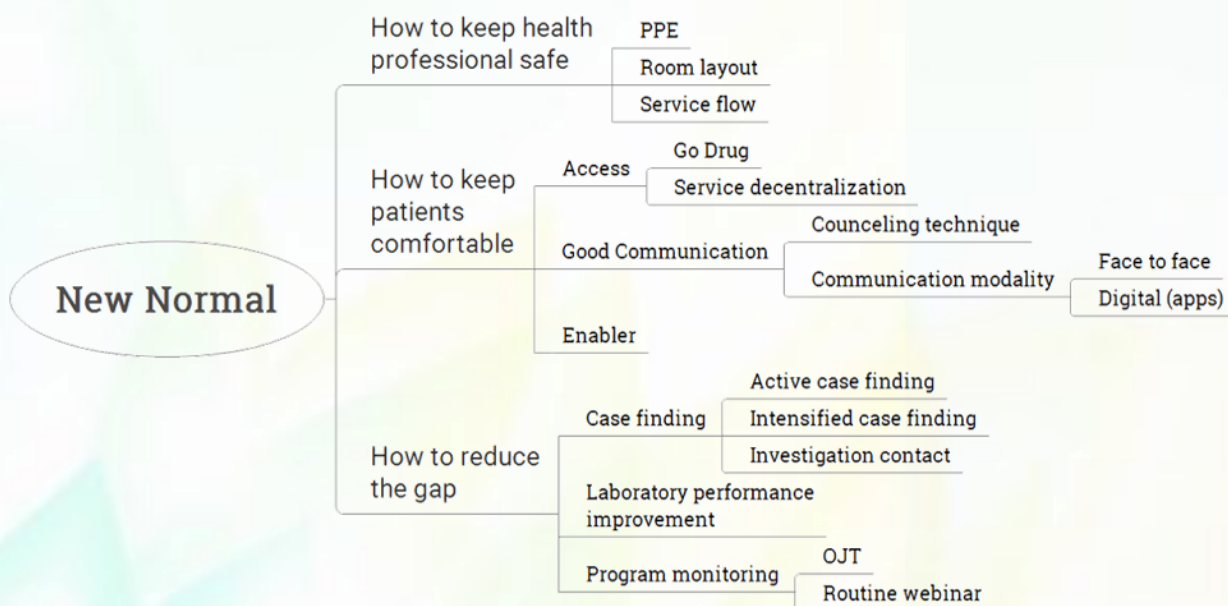 New Normal
How to keep health
professional safe
PPE
Room layout
Service flow
How to keep
patients
comfortable
Access
Go Drug
Service decentralization
Good Communication
Counceling technique
Communication modality
Face to face
Digital (apps)
Enabler
How to reduce
the gap
Case finding
Active case finding
Intensified case finding
Investigation contact
Laboratory performance
improvement
Program monitoring
OJT
Routine webinar